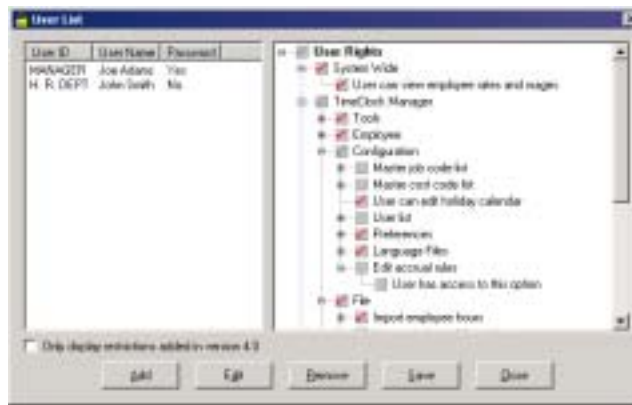 User List
User ID User Name Password
MANAGER Joe Adams Yes
H. R. DEPT John Smith No
User Rights
System Wide
User can view employee rates and wages
TimeClock Manager
Tools
Employee
Configuration
Master job code list
Master cost code list
User can edit holiday calendar
User list
Preferences
Language Files
Edit accrual rules
User has access to this option
File
Import employee hours
Only display restrictions added in version 4.0
Add Edit Remove Save Close